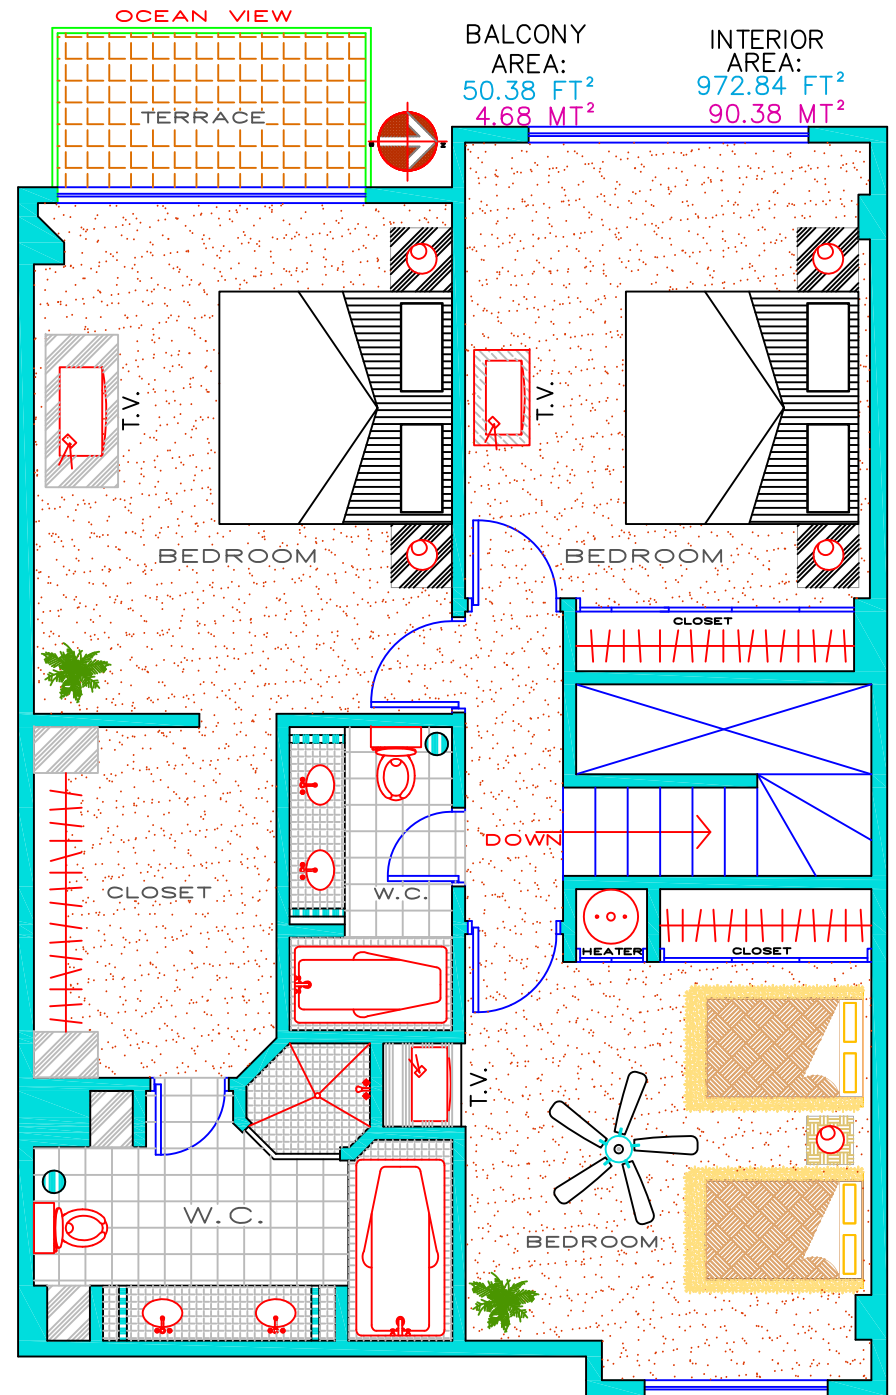 OCEAN VIEW
BALCONY
AREA:
50.38 FT²
4.68 MT²
INTERIOR
AREA:
972.84 FT²
90.38 MT²
TERRACE
T.V.
T.V.
BEDROOM
BEDROOM
CLOSET
DOWN
CLOSET
W.C.
HEATER
CLOSET
T.V.
W.C.
BEDROOM